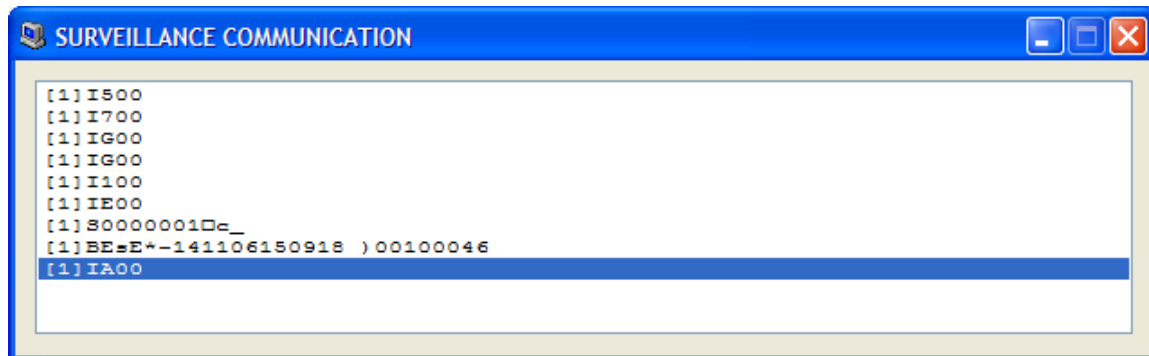 SURVEILLANCE COMMUNICATION
[1]I500
[1]I700
[1]IG00
[1]IG00
[1]I100
[1]IE00
[1]S0000001□c_
[1]BEsE*-141106150918 )00100046
[1]IA00